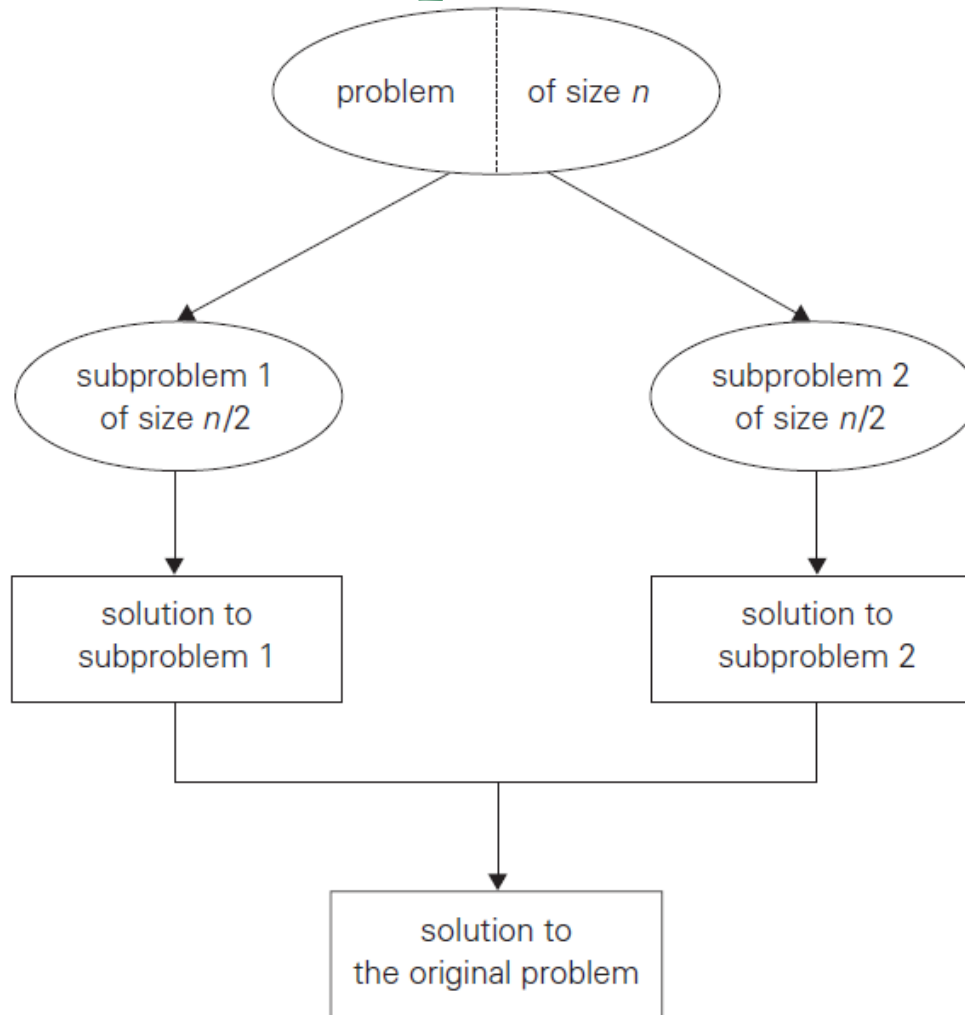 problem of size n
subproblem 1
of size n/2
subproblem 2
of size n/2
solution to
subproblem 1
solution to
subproblem 2
solution to
the original problem